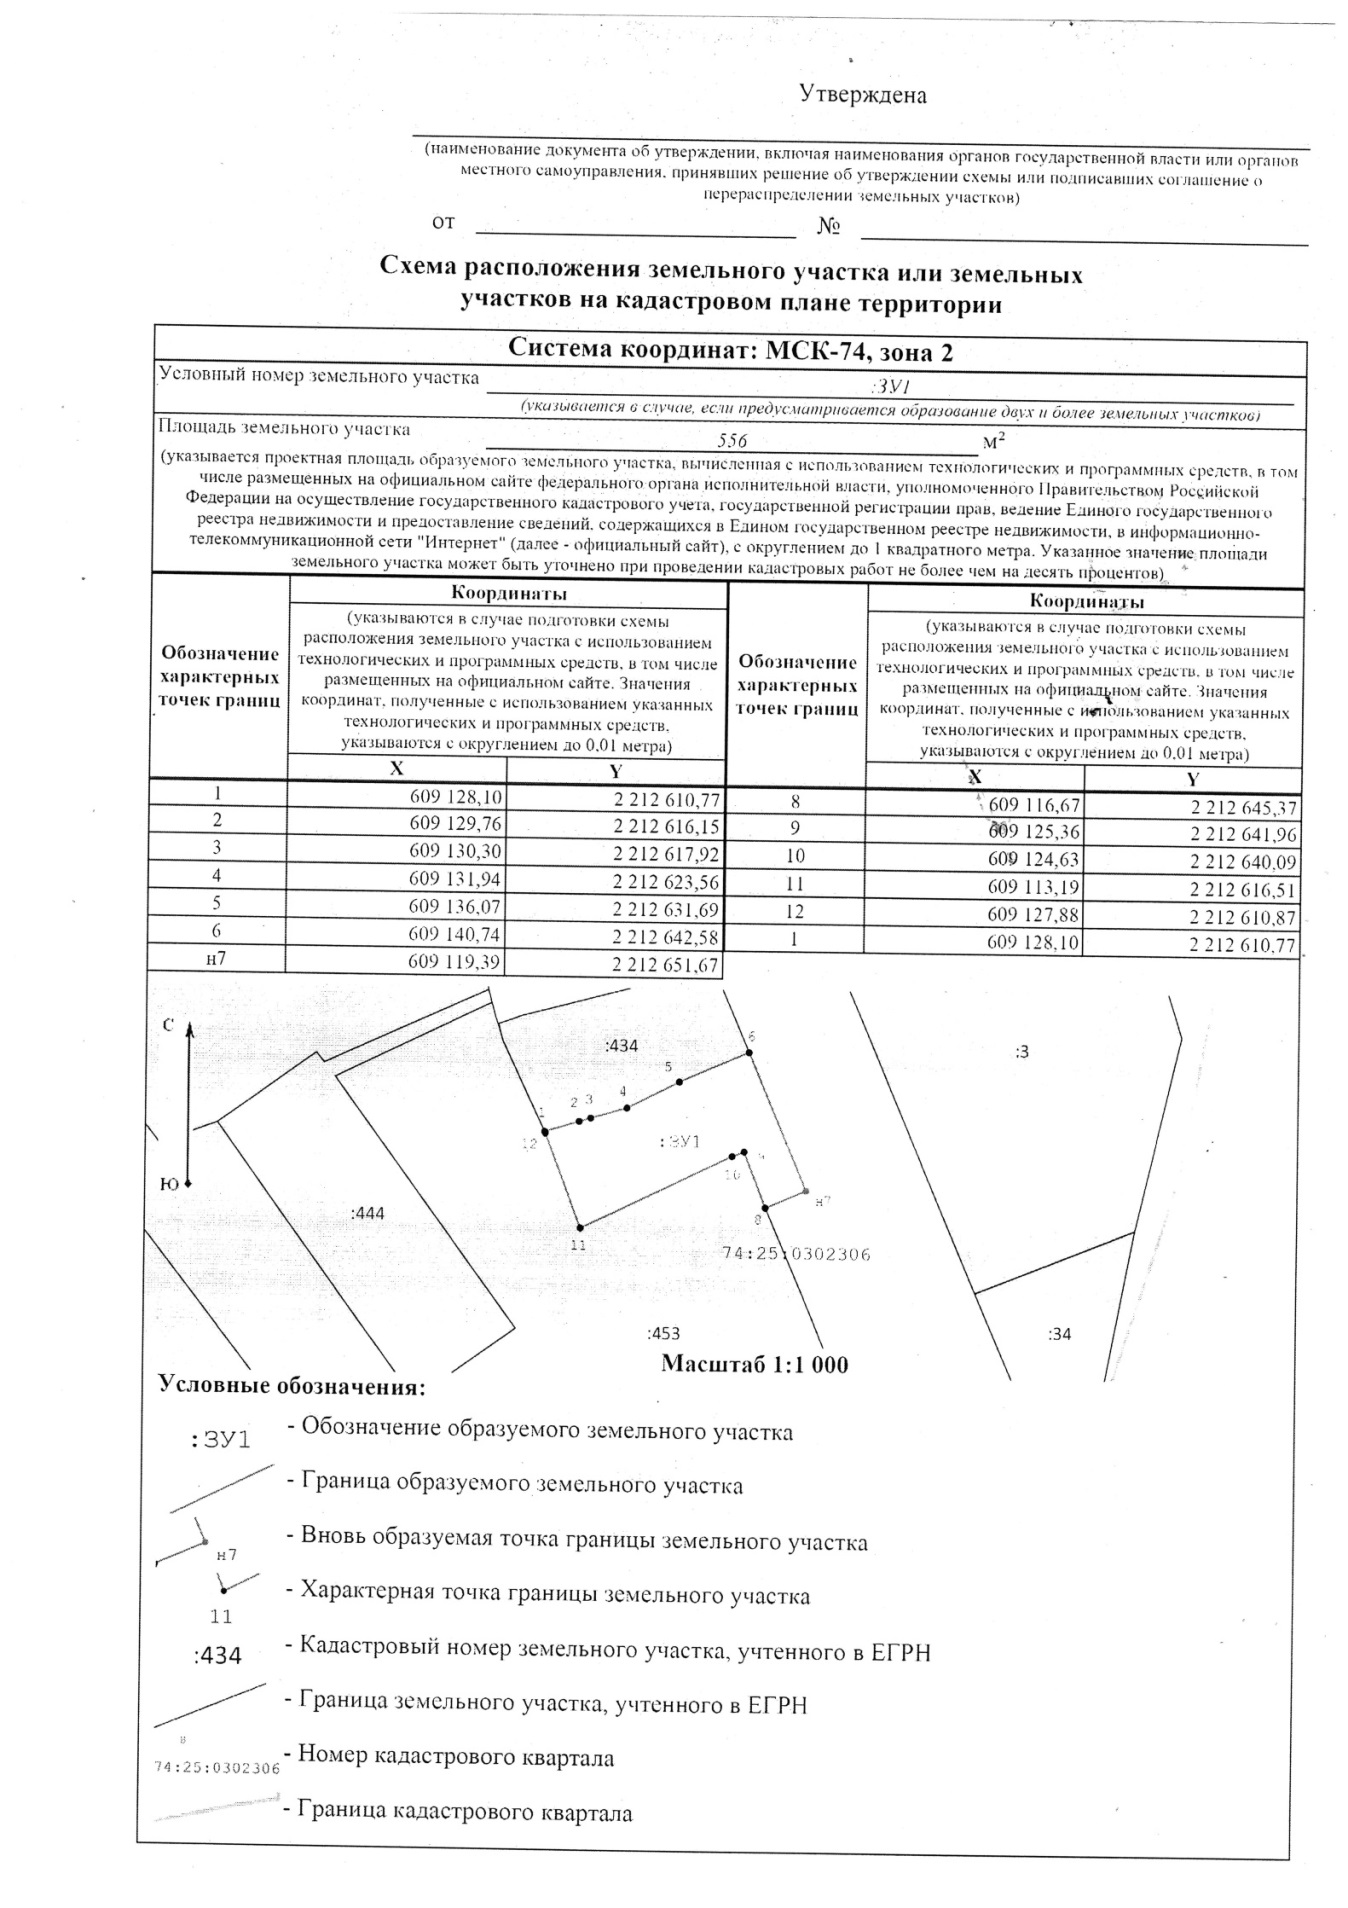 Утверждена
(наименование документа об утверждении, включая наименования органов государственной власти или органов
местного самоуправления, принявших решение об утверждении схемы или подписавших соглашение о
перераспределении земельных участков)
от № 
Схема расположения земельного участка или земельных
участков на кадастровом плане территории
Система координат: МСК-74, зона 2
Условный номер земельного участка :ЗУ1
(указывается в случае, если предусматривается образование двух и более земельных участков)
Площадь земельного участка 556 м2
(указывается проектная площадь образуемого земельного участка, вычисленная с использованием технологических и программных средств, в том
числе размещенных на официальном сайте федерального органа исполнительной власти, уполномоченного Правительством Российской
Федерации на осуществление государственного кадастрового учета, государственной регистрации прав, ведение Единого государственного
реестра недвижимости и предоставление сведений, содержащихся в Едином государственном реестре недвижимости, в информационно-
телекоммуникационной сети "Интернет" (далее - официальный сайт), с округлением до 1 квадратного метра. Указанное значение площади
земельного участка может быть уточнено при проведении кадастровых работ не более чем на десять процентов)
Обозначение
характерных
точек границ
Координаты
(указываются в случае подготовки схемы
расположения земельного участка с использованием
технологических и программных средств, в том числе
размещенных на официальном сайте. Значения
координат, полученные с использованием указанных
технологических и программных средств,
указываются с округлением до 0,01 метра)
X Y
Обозначение
характерных
точек границ
Координаты
(указываются в случае подготовки схемы
расположения земельного участка с использованием
технологических и программных средств, в том числе
размещенных на официальном сайте. Значения
координат, полученные с использованием указанных
технологических и программных средств,
указываются с округлением до 0,01 метра)
X Y
1 609 128,10 2 212 610,77 8 609 116,67 2 212 645,37
2 609 129,76 2 212 616,15 9 609 125,36 2 212 641,96
3 609 130,30 2 212 617,92 10 609 124,63 2 212 640,09
4 609 131,94 2 212 623,56 11 609 113,19 2 212 616,51
5 609 136,07 2 212 631,69 12 609 127,88 2 212 610,87
6 609 140,74 2 212 642,58 1 609 128,10 2 212 610,77
н7 609 119,39 2 212 651,67
С
Ю
:434
:3
6
5
4
2 3
1
12
:ЗУ1
9
10
н7
8
11
:444
74:25:0302306
:453
:34
Масштаб 1:1 000
Условные обозначения:
:ЗУ1 - Обозначение образуемого земельного участка
- Граница образуемого земельного участка
н7 - Вновь образуемая точка границы земельного участка
11 - Характерная точка границы земельного участка
:434 - Кадастровый номер земельного участка, учтенного в ЕГРН
- Граница земельного участка, учтенного в ЕГРН
74:25:0302306 - Номер кадастрового квартала
- Граница кадастрового квартала